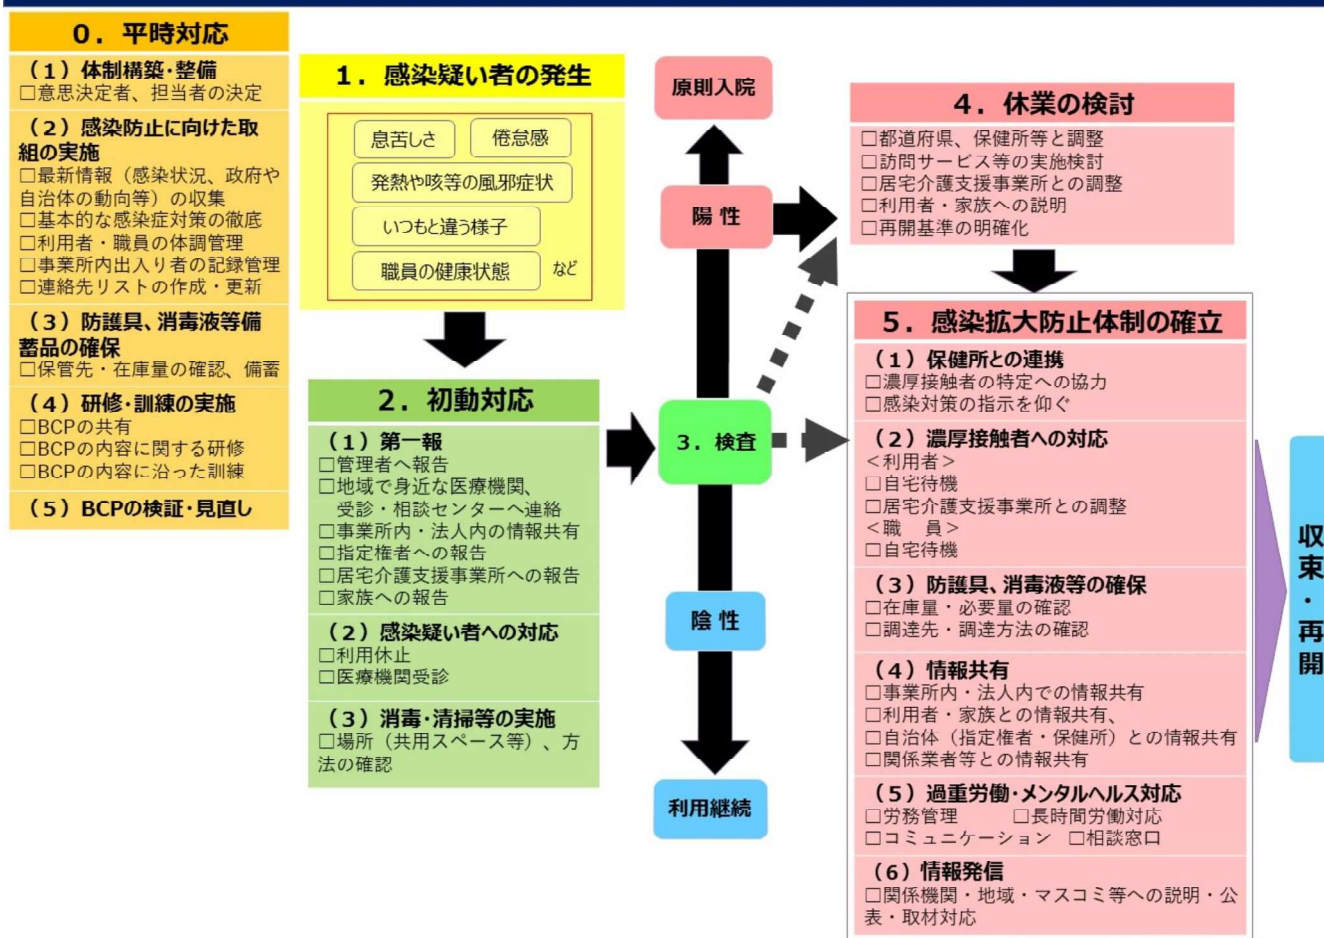 0．平時対応
（1）体制構築・整備
□意思決定者、担当者の決定
（2）感染防止に向けた取
組の実施
□最新情報（感染状況、政府や
自治体の動向等）の収集
□基本的な感染症対策の徹底
□利用者・職員の体調管理
□事業所内出入り者の記録管理
□連絡先リストの作成・更新
（3）防護具、消毒液等備
蓄品の確保
□保管先・在庫量の確認、備蓄
（4）研修・訓練の実施
□BCPの共有
□BCPの内容に関する研修
□BCPの内容に沿った訓練
（5）BCPの検証・見直し
1．感染疑い者の発生
息苦しさ
倦怠感
発熱や咳等の風邪症状
いつもと違う様子
職員の健康状態
など
2．初動対応
（1）第一報
□管理者へ報告
□地域で身近な医療機関、
受診・相談センターへ連絡
□事業所内・法人内の情報共有
□指定権者への報告
□居宅介護支援事業所への報告
□家族への報告
（2）感染疑い者への対応
□利用休止
□医療機関受診
（3）消毒・清掃等の実施
□場所（共用スペース等）、方
法の確認
原則入院
陽 性
3．検査
陰 性
利用継続
4．休業の検討
□都道府県、保健所等と調整
□訪問サービス等の実施検討
□居宅介護支援事業所との調整
□利用者・家族への説明
□再開基準の明確化
5．感染拡大防止体制の確立
（1）保健所との連携
□濃厚接触者の特定への協力
□感染対策の指示を仰ぐ
（2）濃厚接触者への対応
＜利用者＞
□自宅待機
□居宅介護支援事業所との調整
＜職　員＞
□自宅待機
（3）防護具、消毒液等の確保
□在庫量・必要量の確認
□調達先・調達方法の確認
（4）情報共有
□事業所内・法人内での情報共有
□利用者・家族との情報共有、
□自治体（指定権者・保健所）との情報共有
□関係業者等との情報共有
（5）過重労働・メンタルヘルス対応
□労務管理　　□長時間労働対応
□コミュニケーション　□相談窓口
（6）情報発信
□関係機関・地域・マスコミ等への説明・公
表・取材対応
収束・再開